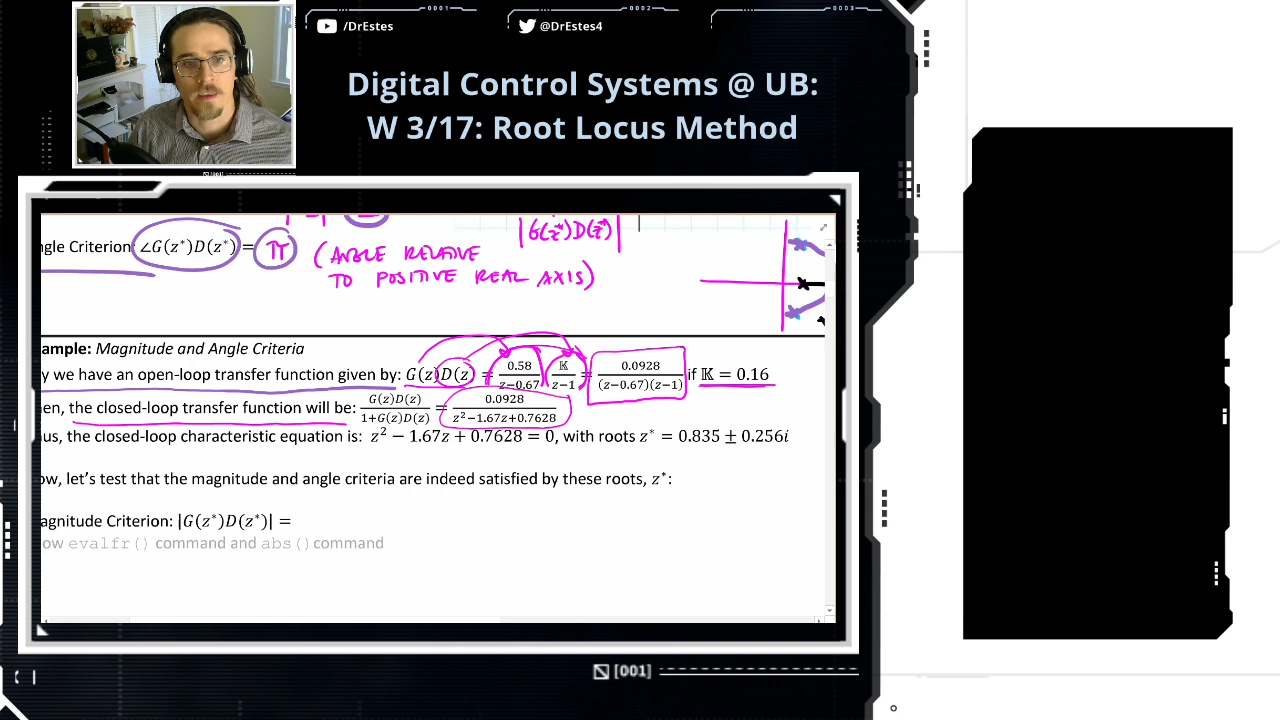 0001
0002
0003
/DrEstes
@DrEstes4
Digital Control Systems @ UB:
W 3/17: Root Locus Method
[001]
|G(z*)D(z*)|
ngle Criterion: ∠G(z*)D(z*) = π (ANGLE RELATIVE
TO POSITIVE REAL AXIS)
ample: Magnitude and Angle Criteria
y we have an open-loop transfer function given by: G(z)D(z) = 0.58/(z−0.67) 𝕂/(z−1) = 0.0928/((z−0.67)(z−1)) if 𝕂 = 0.16
en, the closed-loop transfer function will be: G(z)D(z)/(1+G(z)D(z)) = 0.0928/(z²−1.67z+0.7628)
us, the closed-loop characteristic equation is: z² − 1.67z + 0.7628 = 0, with roots z* = 0.835 ± 0.256i
ow, let's test that the magnitude and angle criteria are indeed satisfied by these roots, z*:
agnitude Criterion: |G(z*)D(z*)| =
ow evalfr() command and abs() command
[001]